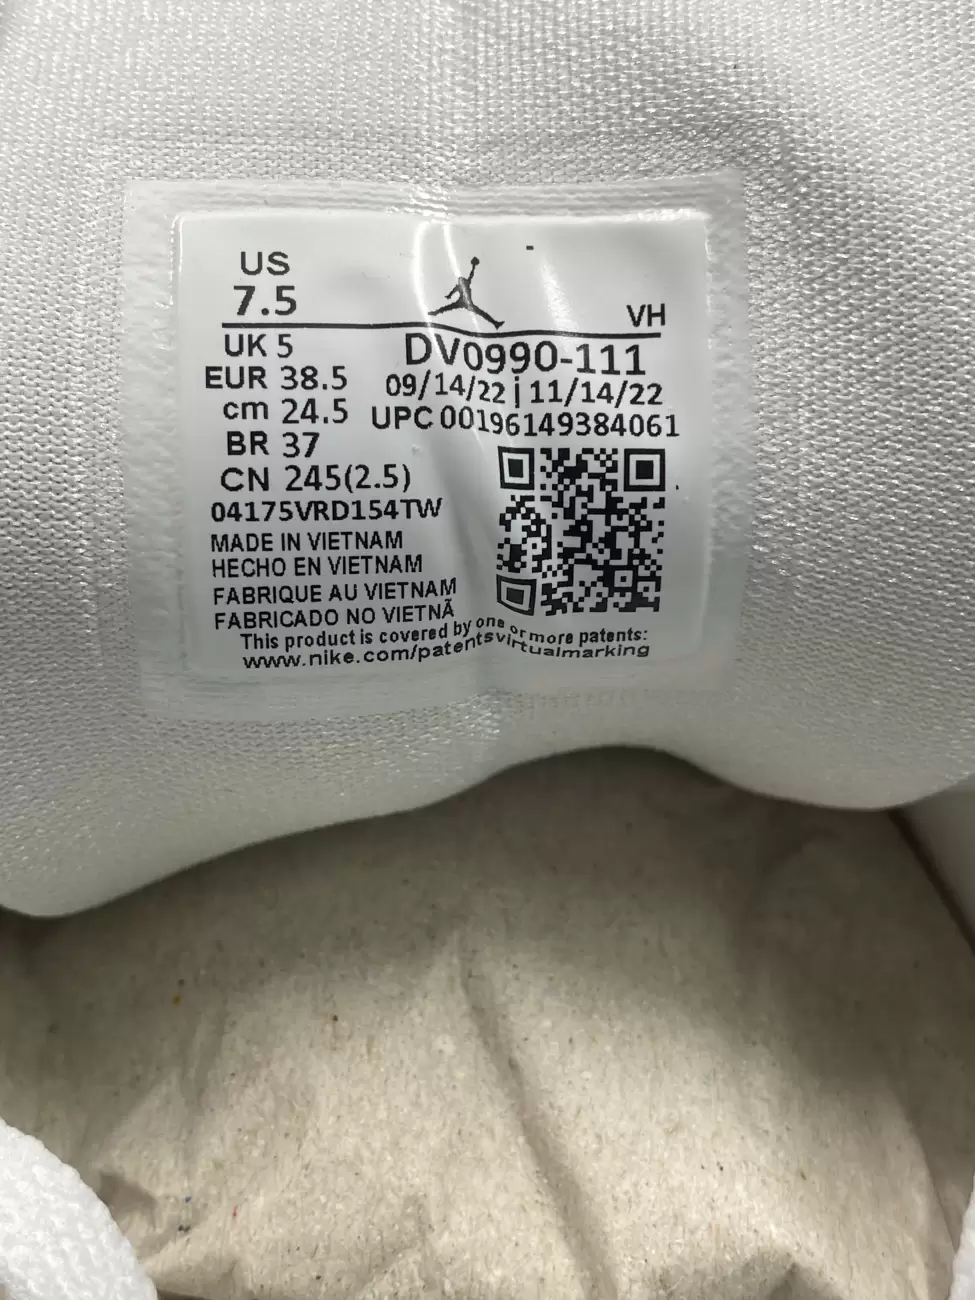 US
7.5
VH
UK 5
DV0990-111
EUR 38.5
09/14/22 | 11/14/22
cm 24.5
UPC 00196149384061
BR 37
CN 245(2.5)
04175VRD154TW
MADE IN VIETNAM
HECHO EN VIETNAM
FABRIQUE AU VIETNAM
FABRICADO NO VIETNÃ
This product is covered by one or more patents:
www.nike.com/patentsvirtualmarking